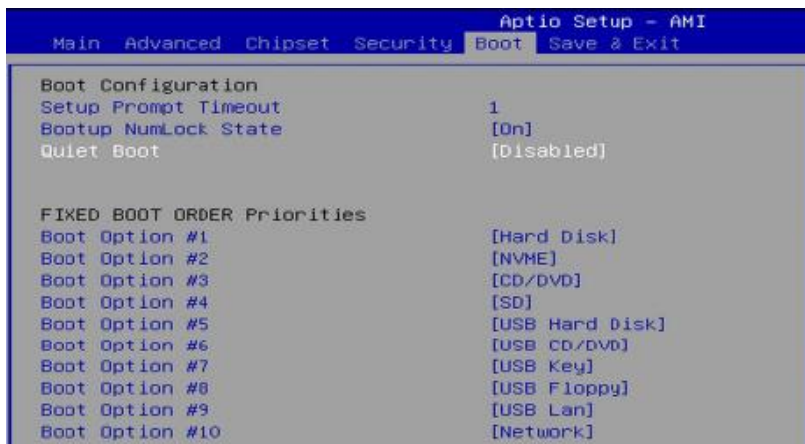 Aptio Setup – AMI
Main Advanced Chipset Security Boot Save & Exit
Boot Configuration
Setup Prompt Timeout 1
Bootup NumLock State [On]
Quiet Boot [Disabled]
FIXED BOOT ORDER Priorities
Boot Option #1 [Hard Disk]
Boot Option #2 [NVME]
Boot Option #3 [CD/DVD]
Boot Option #4 [SD]
Boot Option #5 [USB Hard Disk]
Boot Option #6 [USB CD/DVD]
Boot Option #7 [USB Key]
Boot Option #8 [USB Floppy]
Boot Option #9 [USB Lan]
Boot Option #10 [Network]